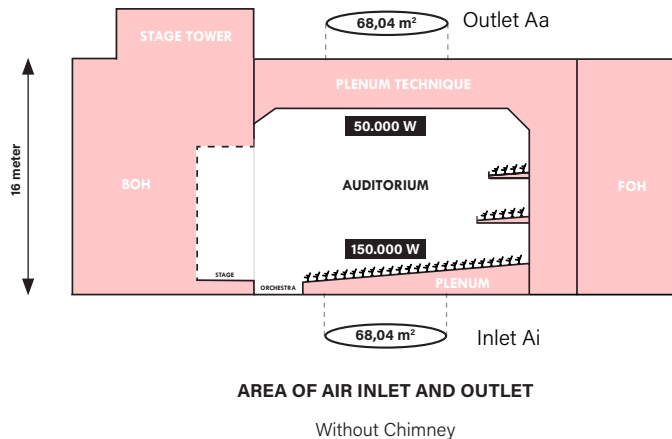 68,04 m²
Outlet Aa
STAGE TOWER
PLENUM TECHNIQUE
50.000 W
16 meter
BOH
AUDITORIUM
FOH
150.000 W
STAGE
ORCHESTRA
PLENUM
68,04 m²
Inlet Ai
AREA OF AIR INLET AND OUTLET
Without Chimney